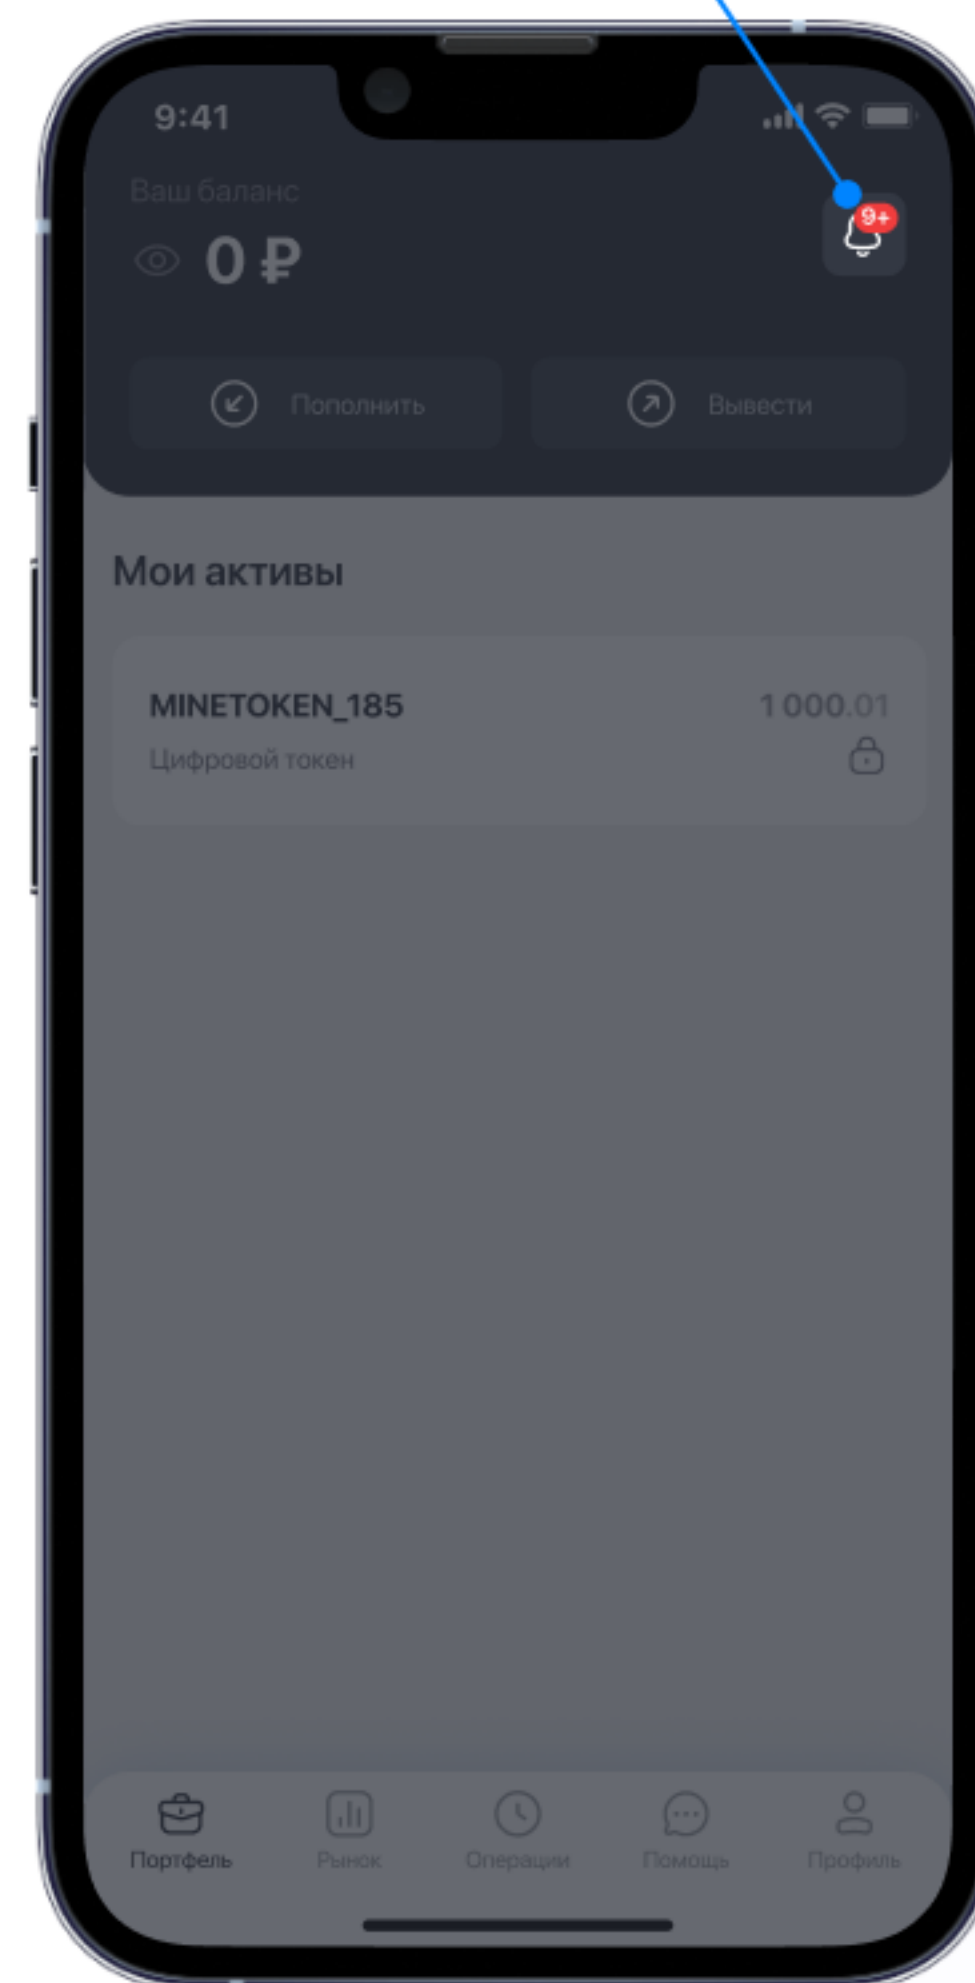 9:41
Ваш баланс
9+
0 ₽
Пополнить
Вывести
Мои активы
MINETOKEN_185
1 000.01
Цифровой токен
Портфель
Рынок
Операции
Помощь
Профиль